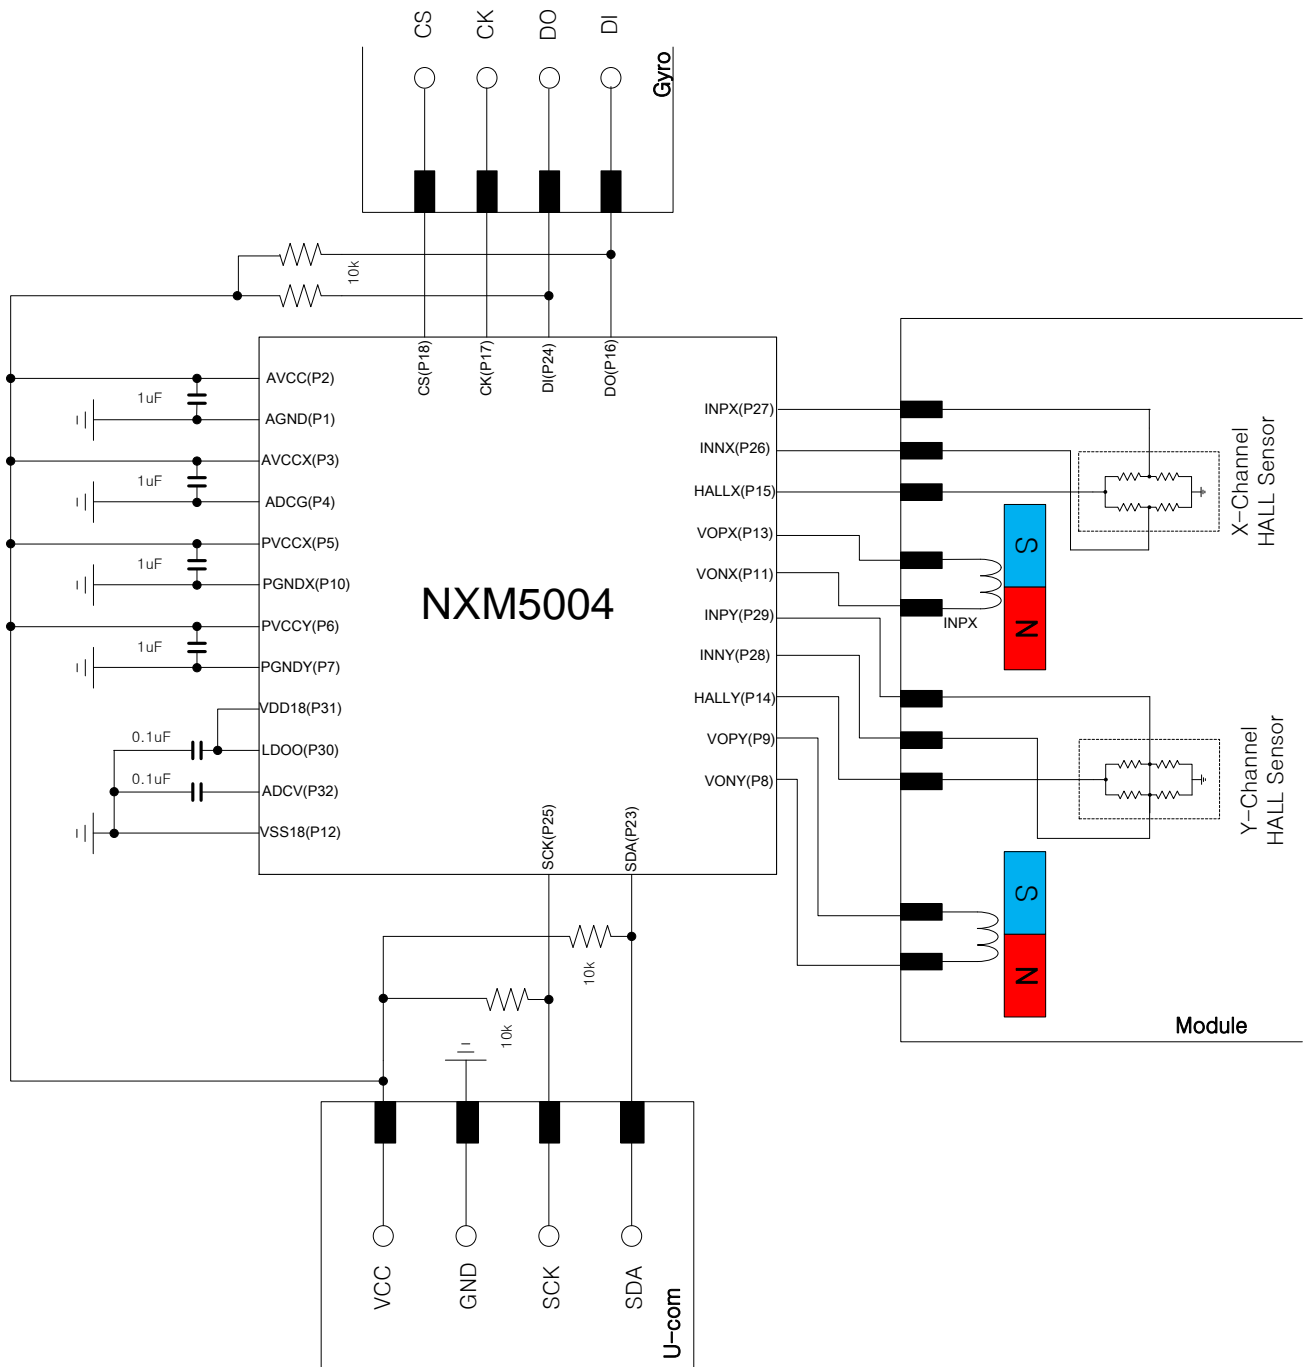 CS
CK
DO
DI
Gyro
10k
CS(P18)
CK(P17)
DI(P24)
DO(P16)
AVCC(P2)
1uF
AGND(P1)
AVCCX(P3)
1uF
ADCG(P4)
PVCCX(P5)
1uF
PGNDX(P10)
PVCCY(P6)
1uF
PGNDY(P7)
VDD18(P31)
0.1uF
LDOO(P30)
0.1uF
ADCV(P32)
VSS18(P12)
NXM5004
INPX(P27)
INNX(P26)
HALLX(P15)
VOPX(P13)
VONX(P11)
INPY(P29)
INNY(P28)
HALLY(P14)
VOPY(P9)
VONY(P8)
SCK(P25)
SDA(P23)
X-Channel
HALL Sensor
S
N
INPX
Y-Channel
HALL Sensor
S
N
Module
10k
10k
VCC
GND
SCK
SDA
U-com